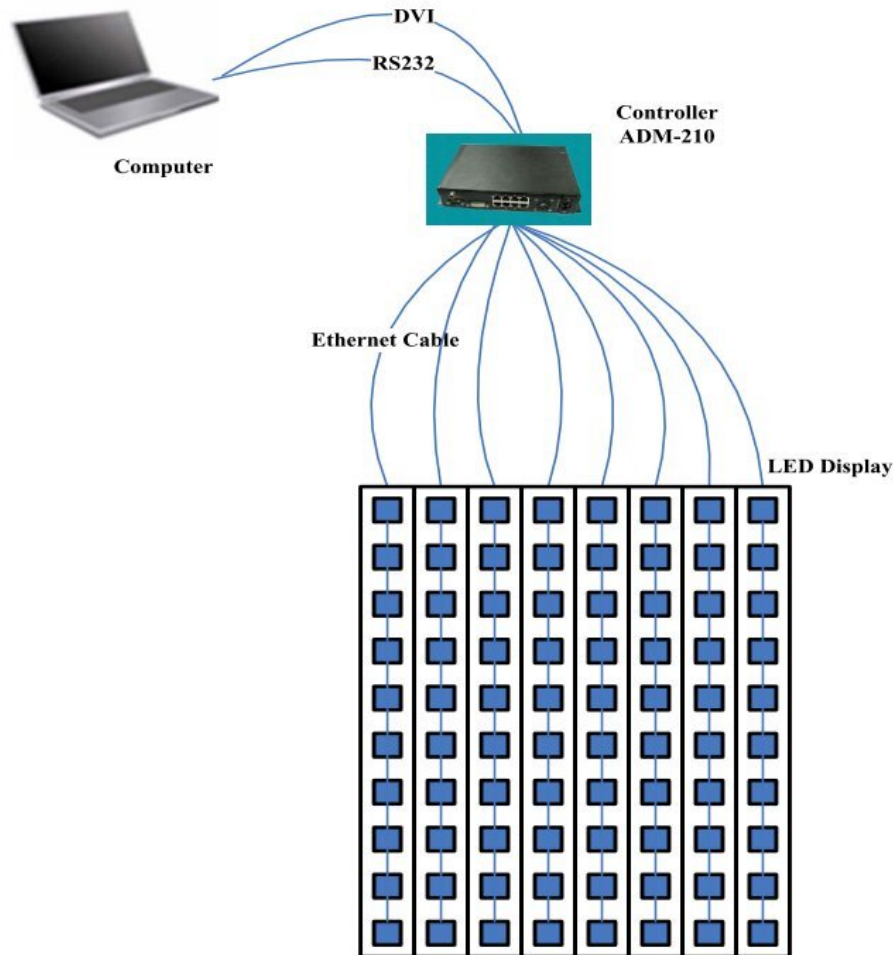 DVI
RS232
Controller
ADM-210
Computer
Ethernet Cable
LED Display